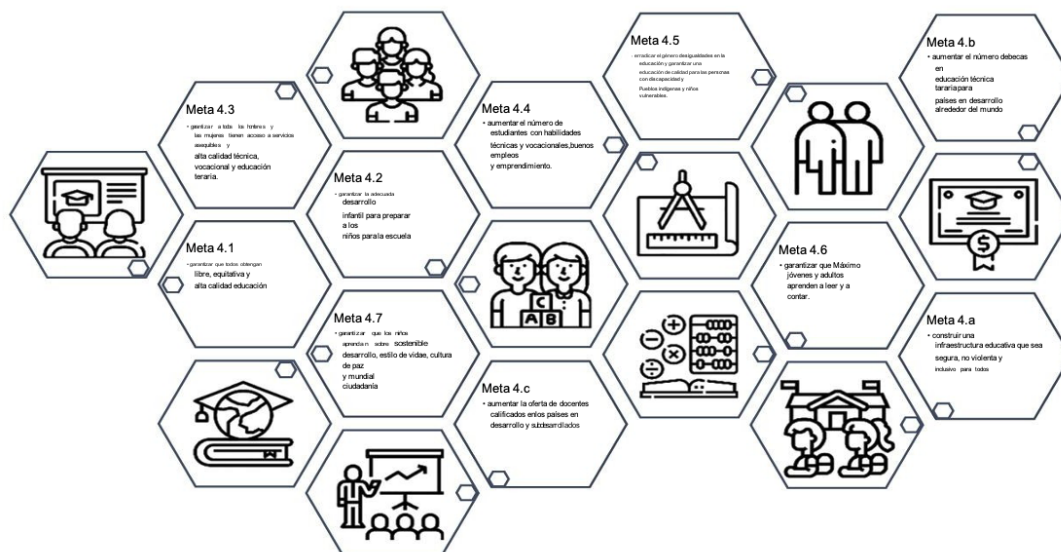 Meta 4.3
• garantizar a toda los hmbres y
las mujeres tienen acceso a servicios
asequibles y
alta calidad técnica,
vocacional y educación
teraria.
Meta 4.1
• garantizar que todos obtengan
libre, equitativa y
alta calidad educación
Meta 4.2
• garantizar la adecuada
desarrollo
infantil para preparar
a los
niños para la escuela
Meta 4.7
• garantizar que los niños
aprendan sobre sostenible
desarrollo, estilo de vidae, cultura
de paz
y mundial
ciudadanía
Meta 4.4
• aumentar el número de
estudiantes con habilidades
técnicas y vocacionales,buenos
empleos
y emprendimiento.
C
A B
Meta 4.c
• aumentar la oferta de docentes
calificados enlos países en
desarrollo y subdesarrllados
Meta 4.5
• erradicar el género desigualdades en la
educación y garantizar una
educación de calidad para las personas
con discapacidad y
Pueblos indígenas y niños
vulnerables.
Meta 4.6
• garantizar que Máximo
jóvenes y adultos
aprenden a leer y a
contar.
Meta 4.b
• aumentar el número debecas
en
educación técnica
tarariapara
países en desarrollo
alrededor del mundo
$
Meta 4.a
• construir una
infraestructura educativa que sea
segura, no violenta y
inclusivo para todos